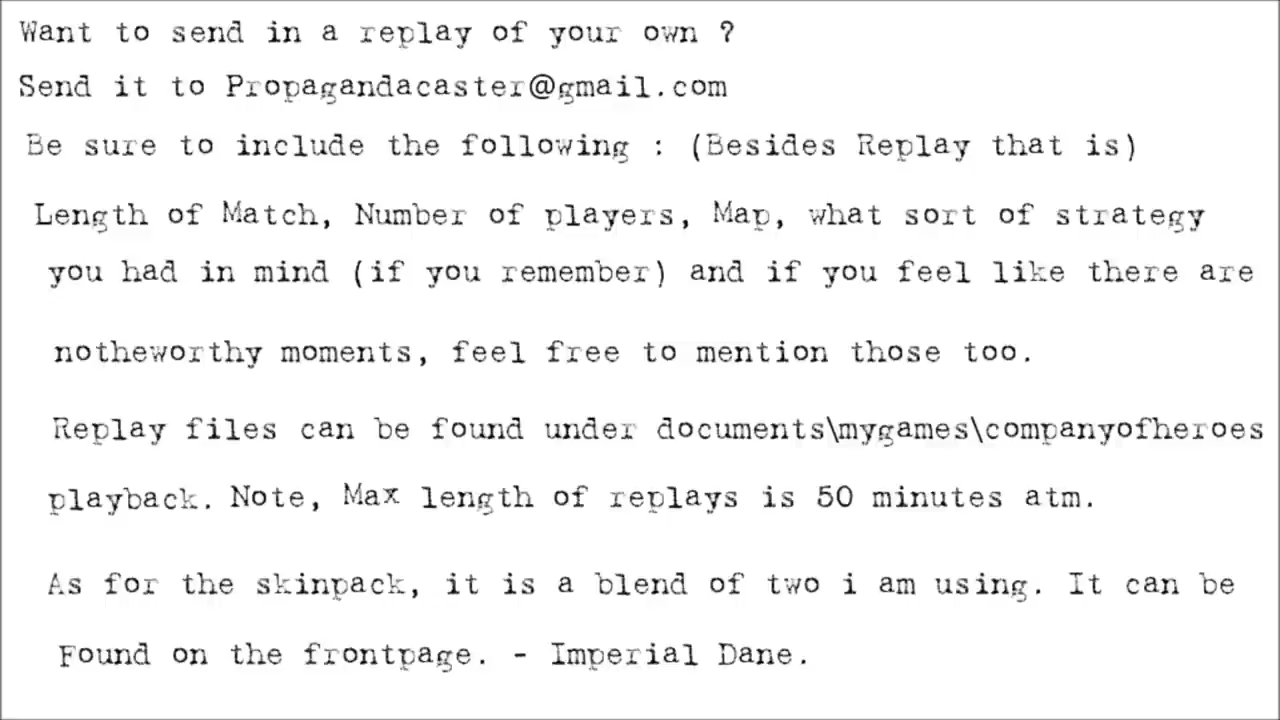 Want to send in a replay of your own ?
Send it to Propagandacaster@gmail.com
Be sure to include the following : (Besides Replay that is)
Length of Match, Number of players, Map, what sort of strategy
you had in mind (if you remember) and if you feel like there are
notheworthy moments, feel free to mention those too.
Replay files can be found under documents\mygames\companyofheroes
playback. Note, Max length of replays is 50 minutes atm.
As for the skinpack, it is a blend of two i am using. It can be
Found on the frontpage. - Imperial Dane.